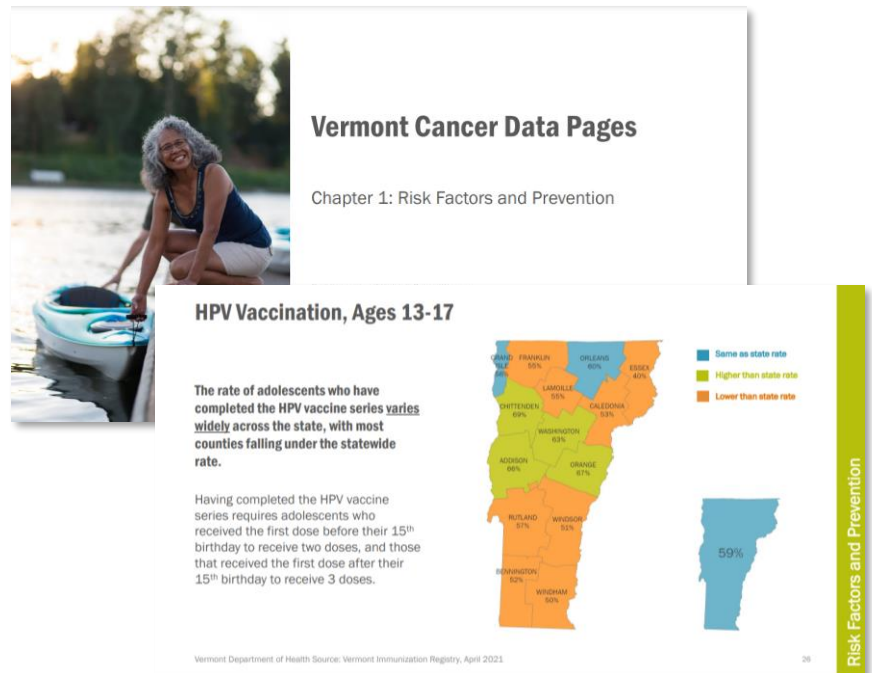 Vermont Cancer Data Pages
Chapter 1: Risk Factors and Prevention
HPV Vaccination, Ages 13-17
The rate of adolescents who have
completed the HPV vaccine series varies
widely across the state, with most
counties falling under the statewide
rate.
Having completed the HPV vaccine
series requires adolescents who
received the first dose before their 15th
birthday to receive two doses, and those
that received the first dose after their
15th birthday to receive 3 doses.
GRAND
ISLE
FRANKLIN
55%
ORLEANS
60%
ESSEX
40%
LAMOILLE
55%
CHITTENDEN
69%
CALEDONIA
53%
WASHINGTON
63%
ADDISON
66%
ORANGE
67%
RUTLAND
57%
WINDSOR
51%
BENNINGTON
52%
WINDHAM
50%
Same as state rate
Higher than state rate
Lower than state rate
59%
Risk Factors and Prevention
Vermont Department of Health Source: Vermont Immunization Registry, April 2021
26